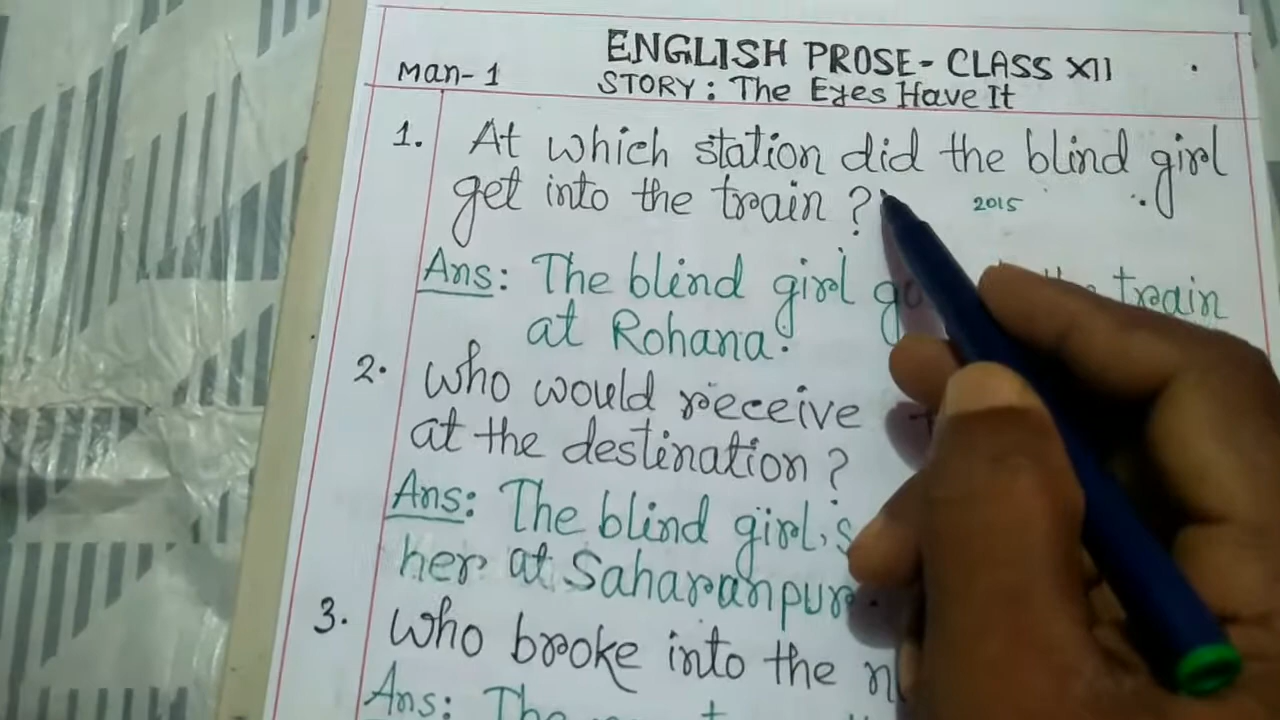 ENGLISH PROSE- CLASS XII
Man-1 STORY: The Eyes Have It
1. At which station did the blind girl
get into the train? 2015
Ans: The blind girl train
at Rohana.
2. Who would receive
at the destination?
Ans: The blind girl's
her at Saharanpur.
3. Who broke into the
Ans: The